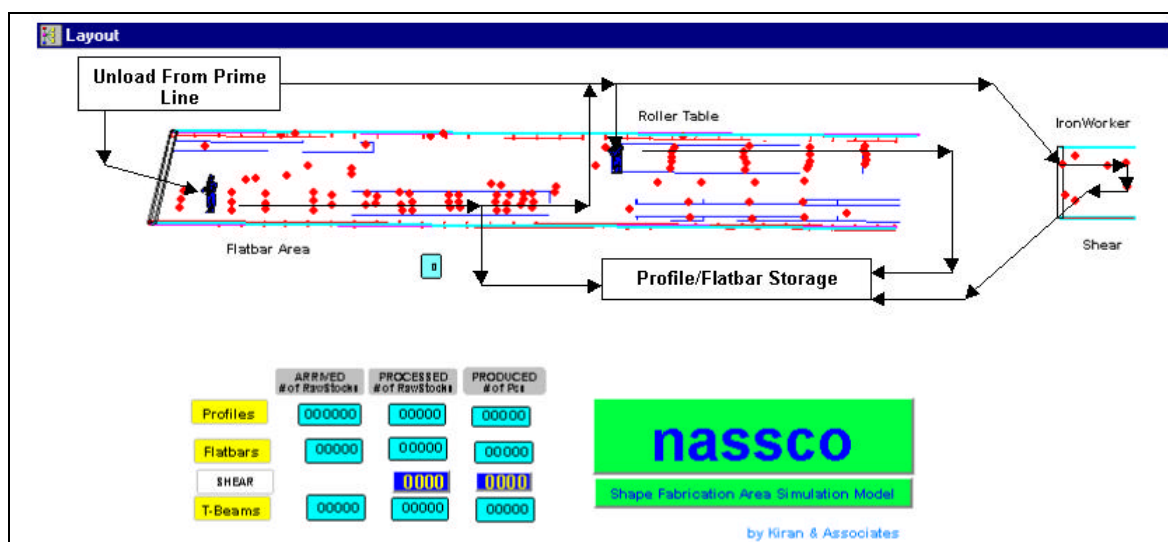 Layout
Unload From Prime
Line
Roller Table
IronWorker
Flatbar Area
Shear
0
Profile/Flatbar Storage
ARRIVED
# of RawStocks
PROCESSED
# of RawStocks
PRODUCED
# of Pcs
Profiles
000000
00000
00000
Flatbars
00000
00000
00000
SHEAR
0000
0000
T-Beams
00000
00000
00000
nassco
Shape Fabrication Area Simulation Model
by Kiran & Associates